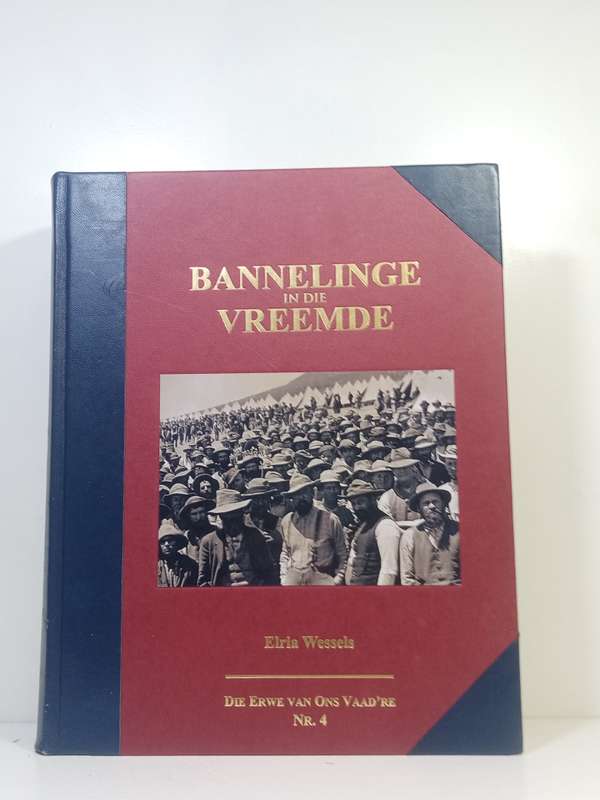 BANNELINGE
IN DIE
VREEMDE
Elria Wessels
DIE ERWE VAN ONS VAAD'RE
NR. 4